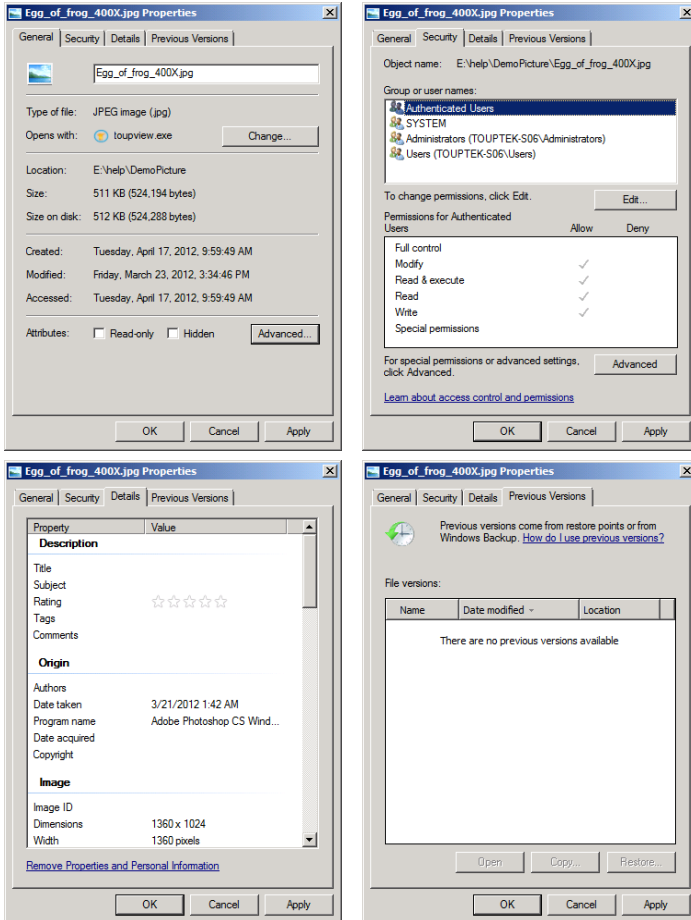 Egg_of_frog_400X.jpg Properties
General Security Details Previous Versions
Egg_of_frog_400X.jpg
Type of file: JPEG image (.jpg)
Opens with: toupview.exe Change...
Location: E:\help\DemoPicture
Size: 511 KB (524,194 bytes)
Size on disk: 512 KB (524,288 bytes)
Created: Tuesday, April 17, 2012, 9:59:49 AM
Modified: Friday, March 23, 2012, 3:34:46 PM
Accessed: Tuesday, April 17, 2012, 9:59:49 AM
Attributes: Read-only Hidden Advanced...
OK Cancel Apply
Egg_of_frog_400X.jpg Properties
General Security Details Previous Versions
Object name: E:\help\DemoPicture\Egg_of_frog_400X.jpg
Group or user names:
Authenticated Users
SYSTEM
Administrators (TOUPTEK-S06\Administrators)
Users (TOUPTEK-S06\Users)
To change permissions, click Edit. Edit...
Permissions for Authenticated
Users Allow Deny
Full control
Modify
Read & execute
Read
Write
Special permissions
For special permissions or advanced settings,
click Advanced. Advanced
Learn about access control and permissions
OK Cancel Apply
Egg_of_frog_400X.jpg Properties
General Security Details Previous Versions
Property Value
Description
Title
Subject
Rating
Tags
Comments
Origin
Authors
Date taken 3/21/2012 1:42 AM
Program name Adobe Photoshop CS Wind...
Date acquired
Copyright
Image
Image ID
Dimensions 1360 x 1024
Width 1360 pixels
Remove Properties and Personal Information
OK Cancel Apply
Egg_of_frog_400X.jpg Properties
General Security Details Previous Versions
Previous versions come from restore points or from
Windows Backup. How do I use previous versions?
File versions:
Name Date modified Location
There are no previous versions available
Open Copy... Restore...
OK Cancel Apply